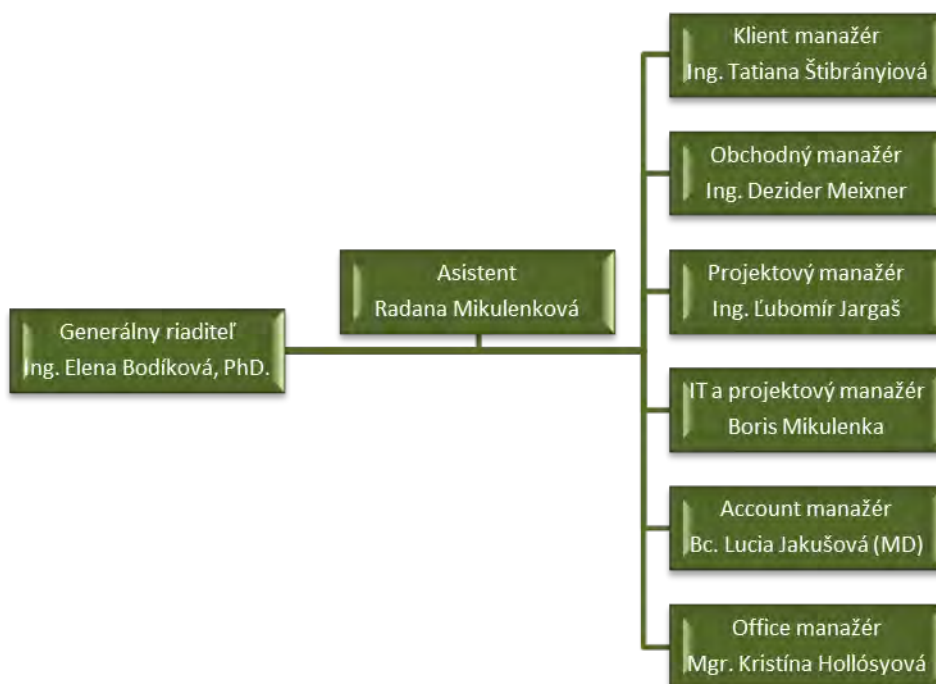 Generálny riaditeľ
Ing. Elena Bodíková, PhD.
Asistent
Radana Mikulenková
Klient manažér
Ing. Tatiana Štibrányiová
Obchodný manažér
Ing. Dezider Meixner
Projektový manažér
Ing. Ľubomír Jargaš
IT a projektový manažér
Boris Mikulenka
Account manažér
Bc. Lucia Jakušová (MD)
Office manažér
Mgr. Kristína Hollósyová